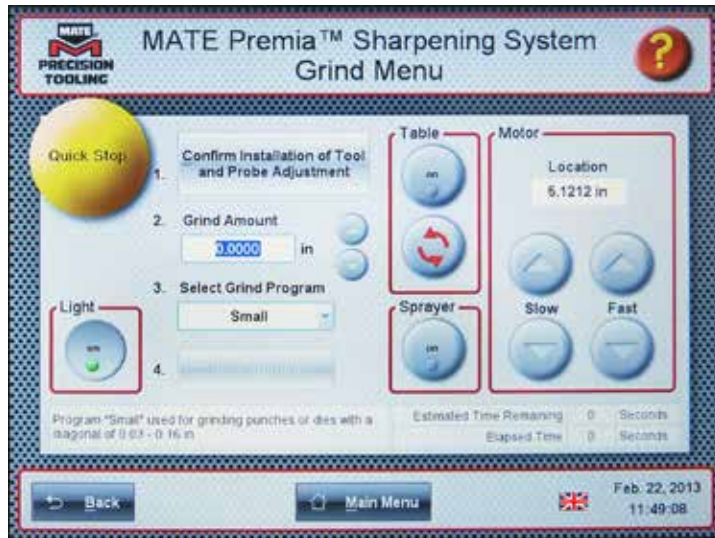 MATE
PRECISION
TOOLING
MATE Premia™ Sharpening System
Grind Menu
?
Quick Stop
1. Confirm Installation of Tool
and Probe Adjustment
2. Grind Amount
0.0000 in
3. Select Grind Program
Small
4.
Light
on
Table
on
Sprayer
on
Motor
Location
6.1212 in
Slow Fast
Program "Small" used for grinding punches or dies with a
diagonal of 0.03 - 0.16 in
Estimated Time Remaining 0 Seconds
Elapsed Time 0 Seconds
Back
Main Menu
Feb. 22, 2013
11:49:08